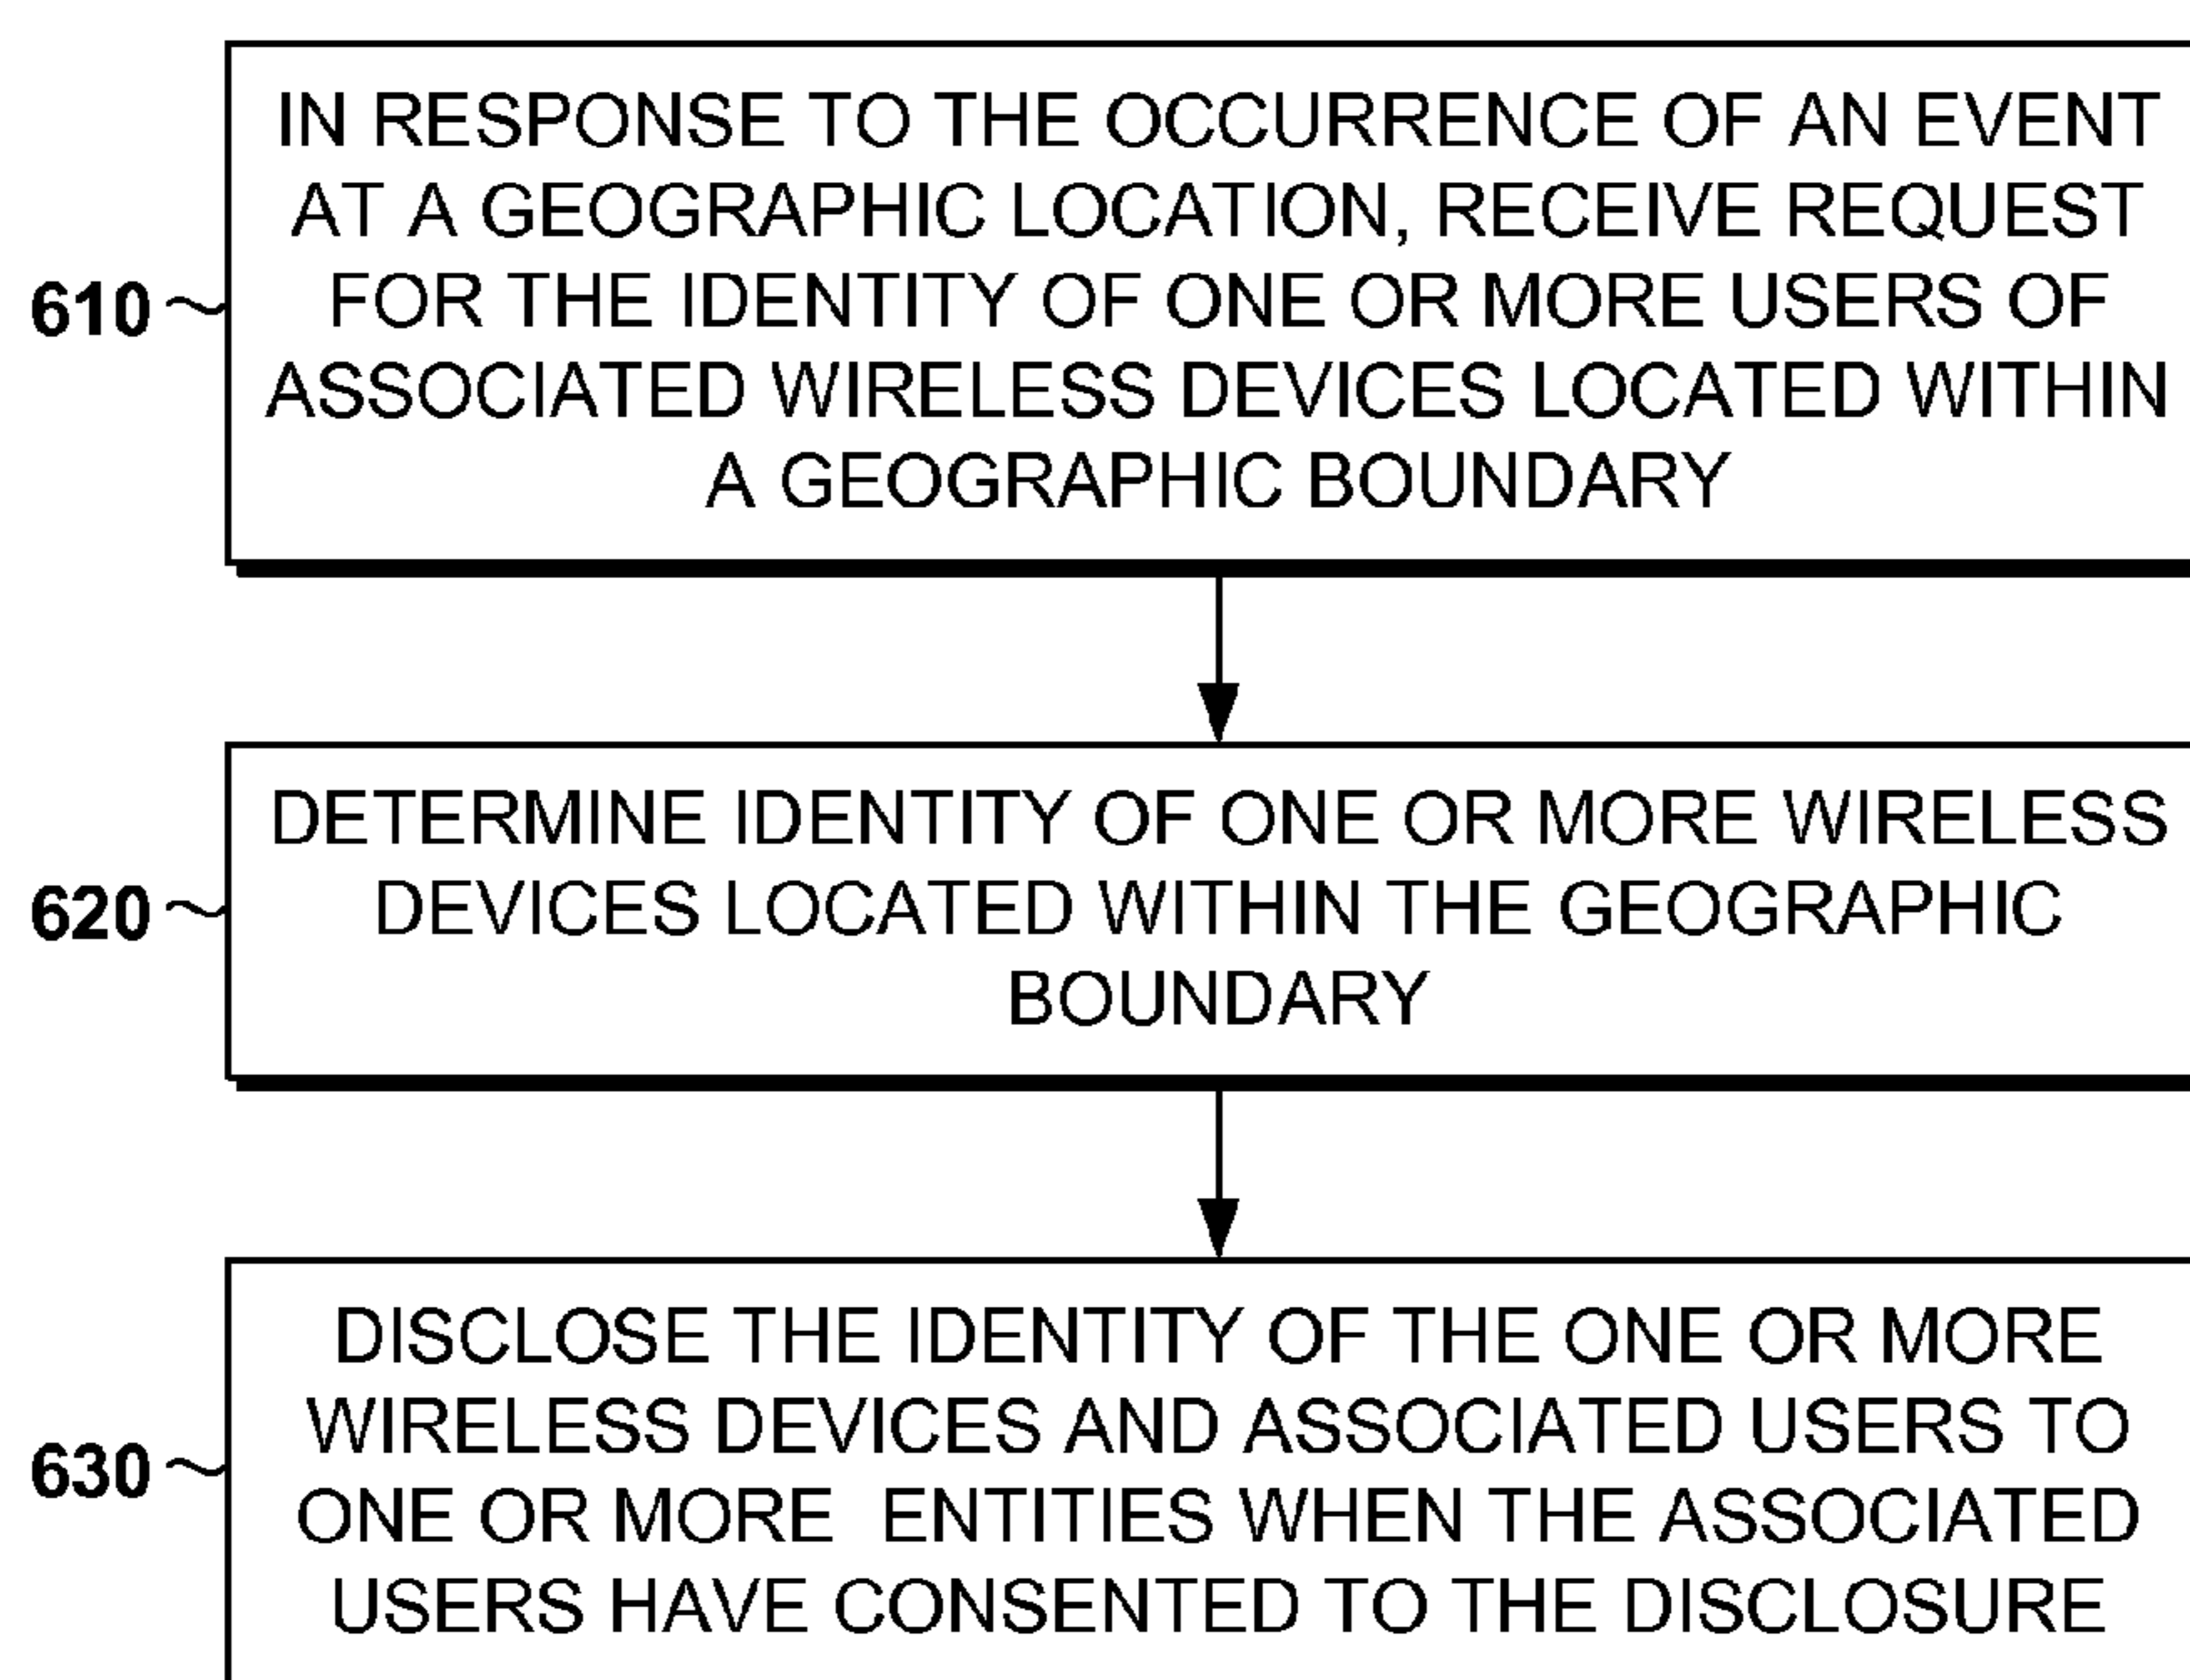 IN RESPONSE TO THE OCCURRENCE OF AN EVENT
AT A GEOGRAPHIC LOCATION, RECEIVE REQUEST
FOR THE IDENTITY OF ONE OR MORE USERS OF
ASSOCIATED WIRELESS DEVICES LOCATED WITHIN
A GEOGRAPHIC BOUNDARY
610
DETERMINE IDENTITY OF ONE OR MORE WIRELESS
DEVICES LOCATED WITHIN THE GEOGRAPHIC
BOUNDARY
620
DISCLOSE THE IDENTITY OF THE ONE OR MORE
WIRELESS DEVICES AND ASSOCIATED USERS TO
ONE OR MORE ENTITIES WHEN THE ASSOCIATED
USERS HAVE CONSENTED TO THE DISCLOSURE
630